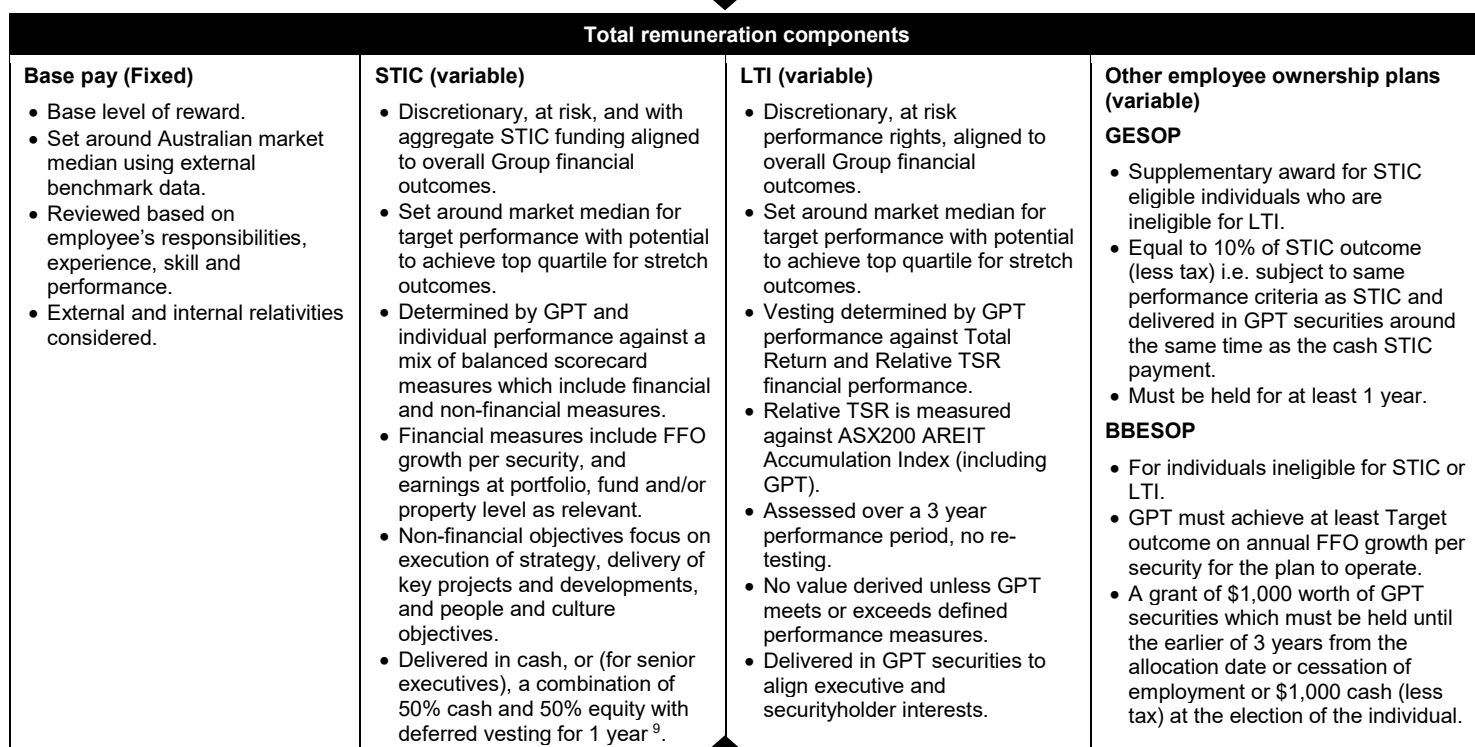 Total remuneration components
Base pay (Fixed)
• Base level of reward.
• Set around Australian market
median using external
benchmark data.
• Reviewed based on
employee’s responsibilities,
experience, skill and
performance.
• External and internal relativities
considered.
STIC (variable)
• Discretionary, at risk, and with
aggregate STIC funding aligned
to overall Group financial
outcomes.
• Set around market median for
target performance with potential
to achieve top quartile for stretch
outcomes.
• Determined by GPT and
individual performance against a
mix of balanced scorecard
measures which include financial
and non-financial measures.
• Financial measures include FFO
growth per security, and
earnings at portfolio, fund and/or
property level as relevant.
• Non-financial objectives focus on
execution of strategy, delivery of
key projects and developments,
and people and culture
objectives.
• Delivered in cash, or (for senior
executives), a combination of
50% cash and 50% equity with
deferred vesting for 1 year 9.
LTI (variable)
• Discretionary, at risk
performance rights, aligned to
overall Group financial
outcomes.
• Set around market median for
target performance with potential
to achieve top quartile for stretch
outcomes.
• Vesting determined by GPT
performance against Total
Return and Relative TSR
financial performance.
• Relative TSR is measured
against ASX200 AREIT
Accumulation Index (including
GPT).
• Assessed over a 3 year
performance period, no re-
testing.
• No value derived unless GPT
meets or exceeds defined
performance measures.
• Delivered in GPT securities to
align executive and
securityholder interests.
Other employee ownership plans
(variable)
GESOP
• Supplementary award for STIC
eligible individuals who are
ineligible for LTI.
• Equal to 10% of STIC outcome
(less tax) i.e. subject to same
performance criteria as STIC and
delivered in GPT securities around
the same time as the cash STIC
payment.
• Must be held for at least 1 year.
BBESOP
• For individuals ineligible for STIC or
LTI.
• GPT must achieve at least Target
outcome on annual FFO growth per
security for the plan to operate.
• A grant of $1,000 worth of GPT
securities which must be held until
the earlier of 3 years from the
allocation date or cessation of
employment or $1,000 cash (less
tax) at the election of the individual.